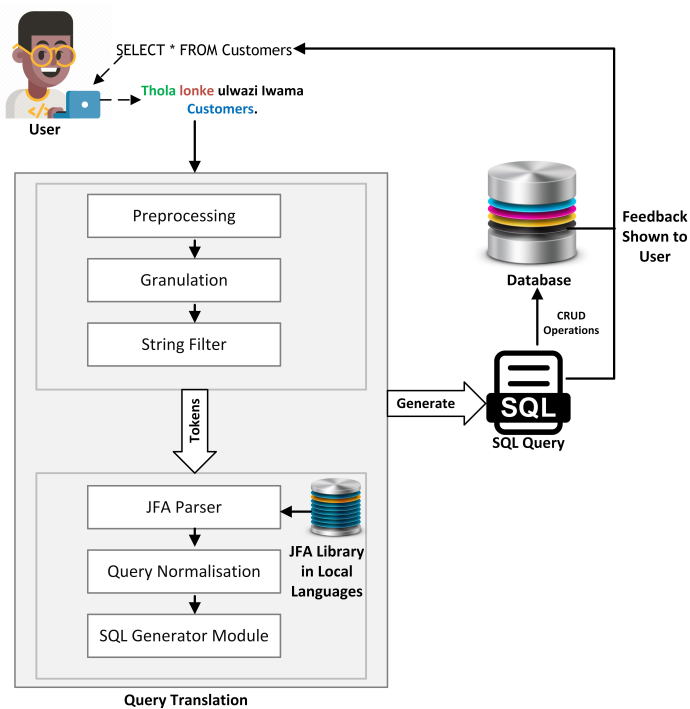 SELECT * FROM Customers
Thola lonke ulwazi lwama
Customers.
User
Preprocessing
Granulation
String Filter
Tokens
JFA Parser
Query Normalisation
SQL Generator Module
JFA Library
in Local
Languages
Query Translation
Generate
SQL
SQL Query
CRUD
Operations
Database
Feedback
Shown to
User